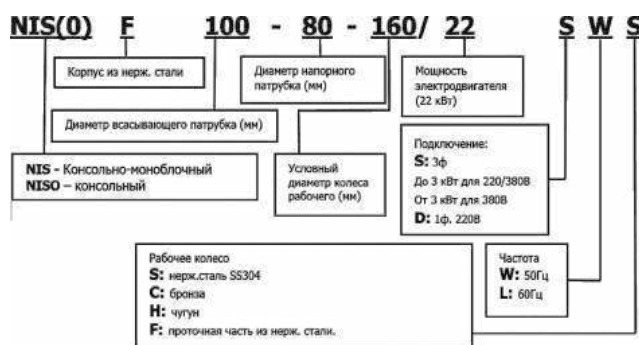 NIS(0) F 100 - 80 - 160/ 22 S W S
Корпус из нерж. стали
Диаметр напорного
патрубка (мм)
Мощность
электродвигателя
(22 кВт)
Диаметр всасывающего патрубка (мм)
NIS - Консольно-моноблочный
NISO – консольный
Условный
диаметр колеса
рабочего (мм)
Подключение:
S: 3ф
До 3 кВт для 220/380В
От 3 кВт для 380В
D: 1ф. 220В
Рабочее колесо
S: нерж.сталь SS304
C: бронза
H: чугун
F: проточная часть из нерж. стали.
Частота
W: 50Гц
L: 60Гц